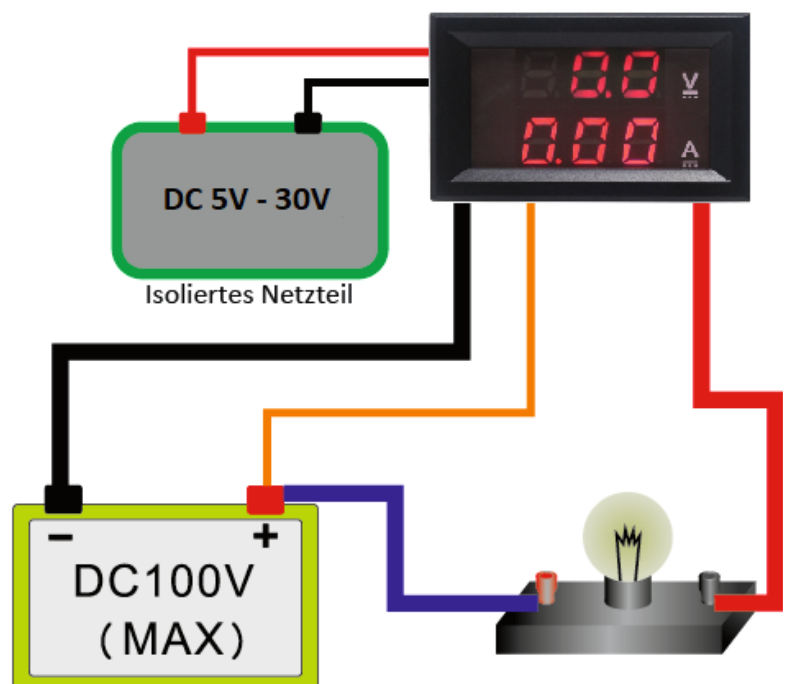 0.0 V
0.00 A
DC 5V - 30V
Isoliertes Netzteil
- +
DC100V
(MAX)